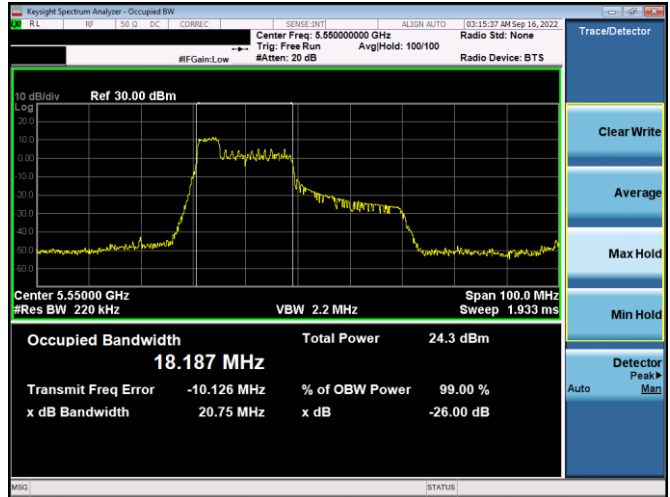 Keysight Spectrum Analyzer - Occupied BW
RL RF 50 Ω DC CORREC SENSE:INT ALIGN AUTO 03:15:37 AM Sep 16, 2022
Center Freq: 5.550000000 GHz Radio Std: None
Trig: Free Run Avg|Hold: 100/100
#IFGain:Low #Atten: 20 dB Radio Device: BTS
Trace/Detector
10 dB/div Ref 30.00 dBm
Log
20.0
10.0
0.00
-10.0
-20.0
-30.0
-40.0
-50.0
-60.0
Center 5.55000 GHz Span 100.0 MHz
#Res BW 220 kHz VBW 2.2 MHz Sweep 1.933 ms
Occupied Bandwidth Total Power 24.3 dBm
18.187 MHz
Transmit Freq Error -10.126 MHz % of OBW Power 99.00 %
x dB Bandwidth 20.75 MHz x dB -26.00 dB
Clear Write
Average
Max Hold
Min Hold
Detector
Peak▶
Auto Man
MSG STATUS